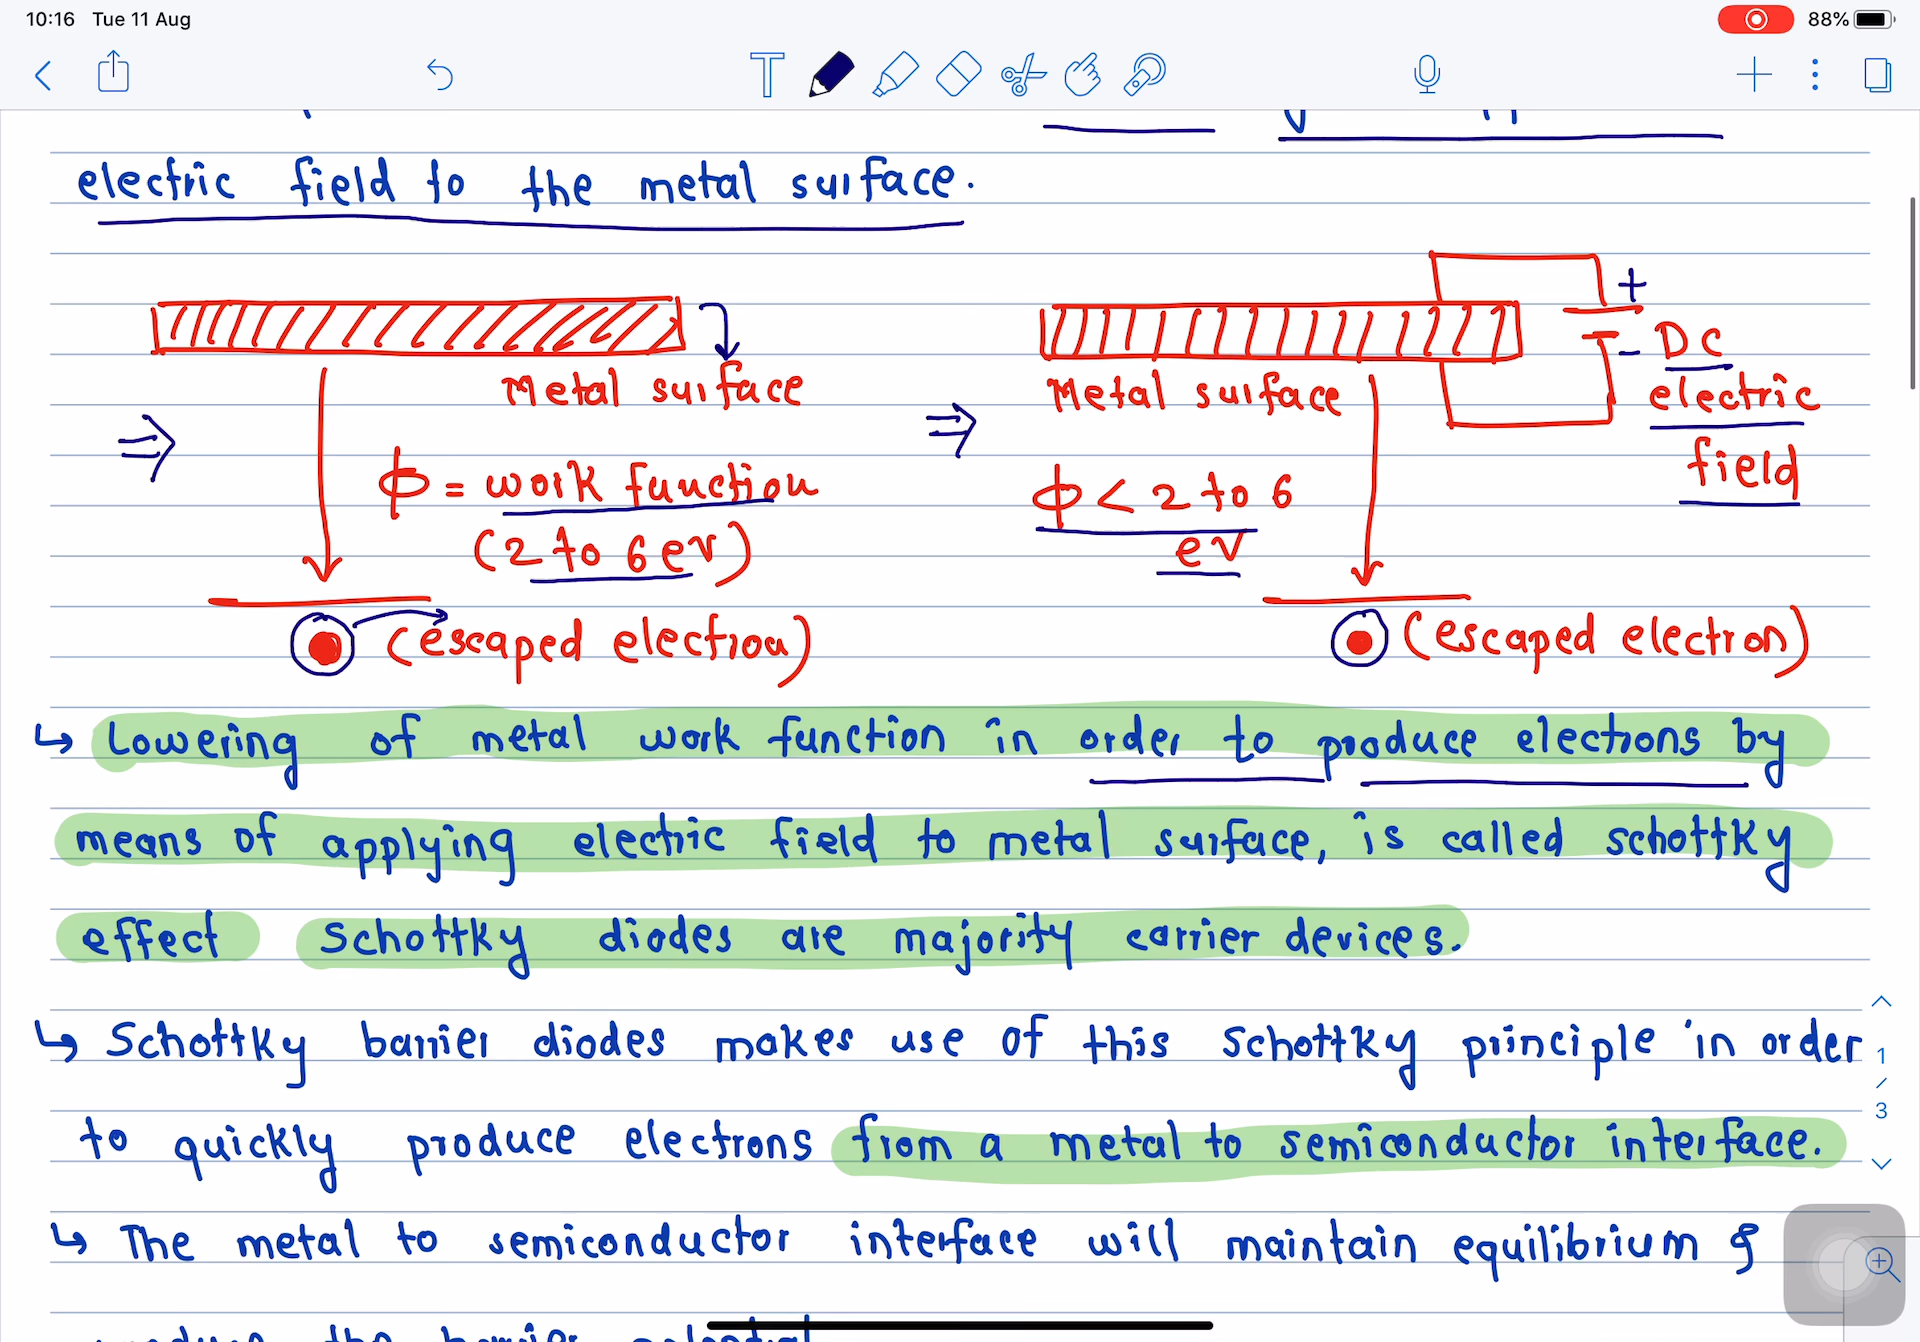 10:16 Tue 11 Aug
88%
electric field to the metal surface.
+
- DC
electric
field
Metal surface
Metal surface
⇒
⇒
ϕ = work function
(2 to 6 eV)
ϕ < 2 to 6
eV
(escaped electron)
(escaped electron)
↳ Lowering of metal work function in order to produce electrons by
means of applying electric field to metal surface, is called schottky
effect Schottky diodes are majority carrier devices.
↳ Schottky barrier diodes makes use of this Schottky principle in order
to quickly produce electrons from a metal to semiconductor interface.
↳ The metal to semiconductor interface will maintain equilibrium &
1
/
3